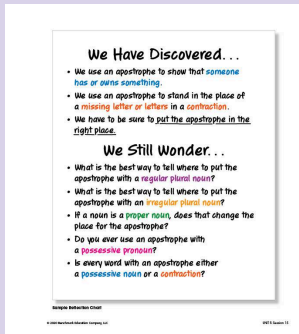 We Have Discovered...
• We use an apostrophe to show that someone
has or owns something.
• We use an apostrophe to stand in the place of
a missing letter or letters in a contraction.
• We have to be sure to put the apostrophe in the
right place.
We Still Wonder...
• What is the best way to tell where to put the
apostrophe with a regular plural noun?
• What is the best way to tell where to put the
apostrophe with an irregular plural noun?
• If a noun is a proper noun, does that change the
place for the apostrophe?
• Do you ever use an apostrophe with
a possessive pronoun?
• Is every word with an apostrophe either
a possessive noun or a contraction?
Sample Reflection Chart
Benchmark Education Company, LLC